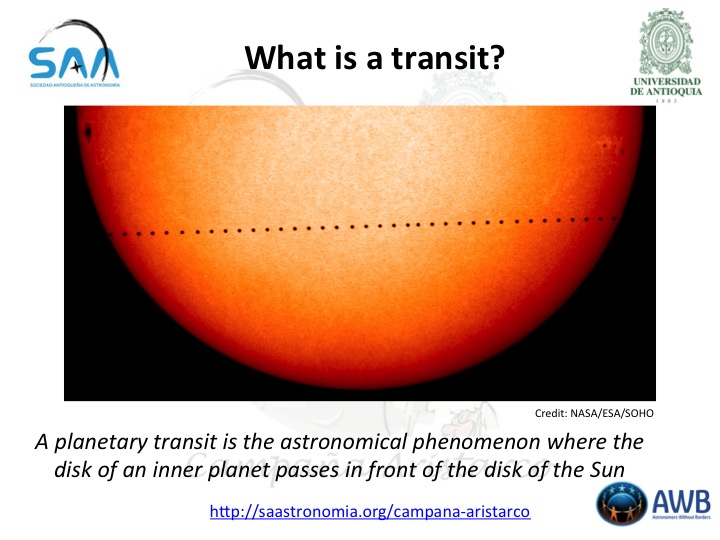 SAA
SOCIEDAD ANTIOQUEÑA DE ASTRONOMÍA
What is a transit?
UNIVERSIDAD
DE ANTIOQUIA
1803
Credit: NASA/ESA/SOHO
A planetary transit is the astronomical phenomenon where the
disk of an inner planet passes in front of the disk of the Sun
Campaña Aristarco
http://saastronomia.org/campana-aristarco
AWB
Astronomers Without Borders